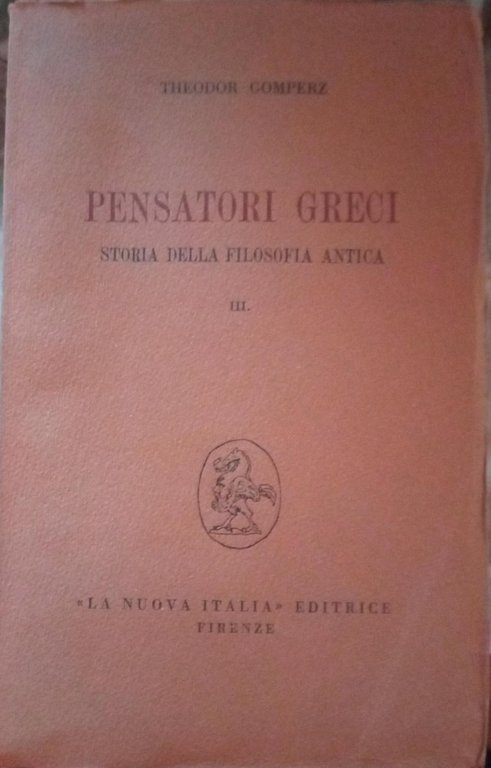 THEODOR GOMPERZ
PENSATORI GRECI
STORIA DELLA FILOSOFIA ANTICA
III.
«LA NUOVA ITALIA» EDITRICE
FIRENZE